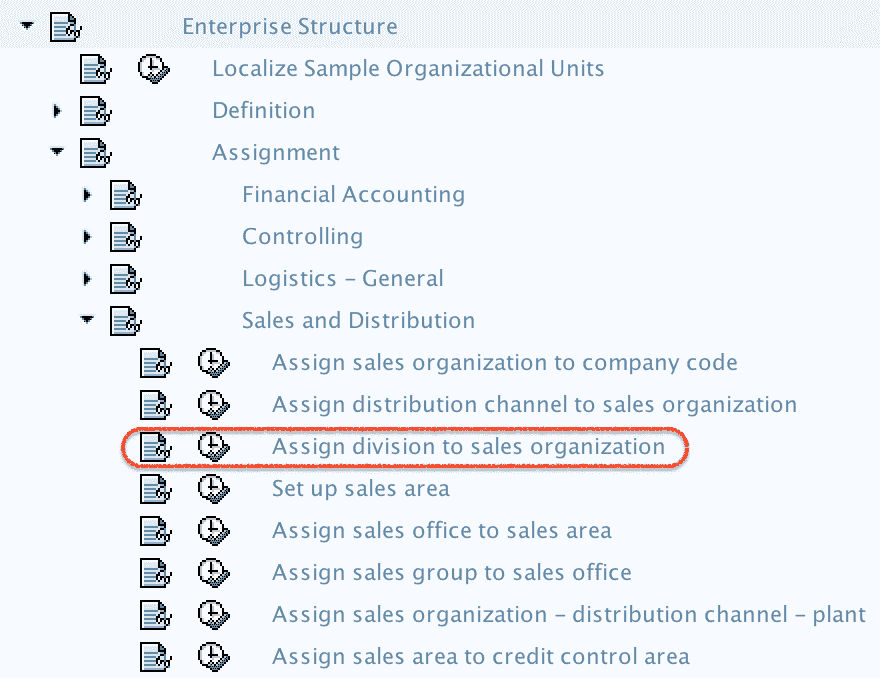 Enterprise Structure
Localize Sample Organizational Units
Definition
Assignment
Financial Accounting
Controlling
Logistics – General
Sales and Distribution
Assign sales organization to company code
Assign distribution channel to sales organization
Assign division to sales organization
Set up sales area
Assign sales office to sales area
Assign sales group to sales office
Assign sales organization – distribution channel – plant
Assign sales area to credit control area